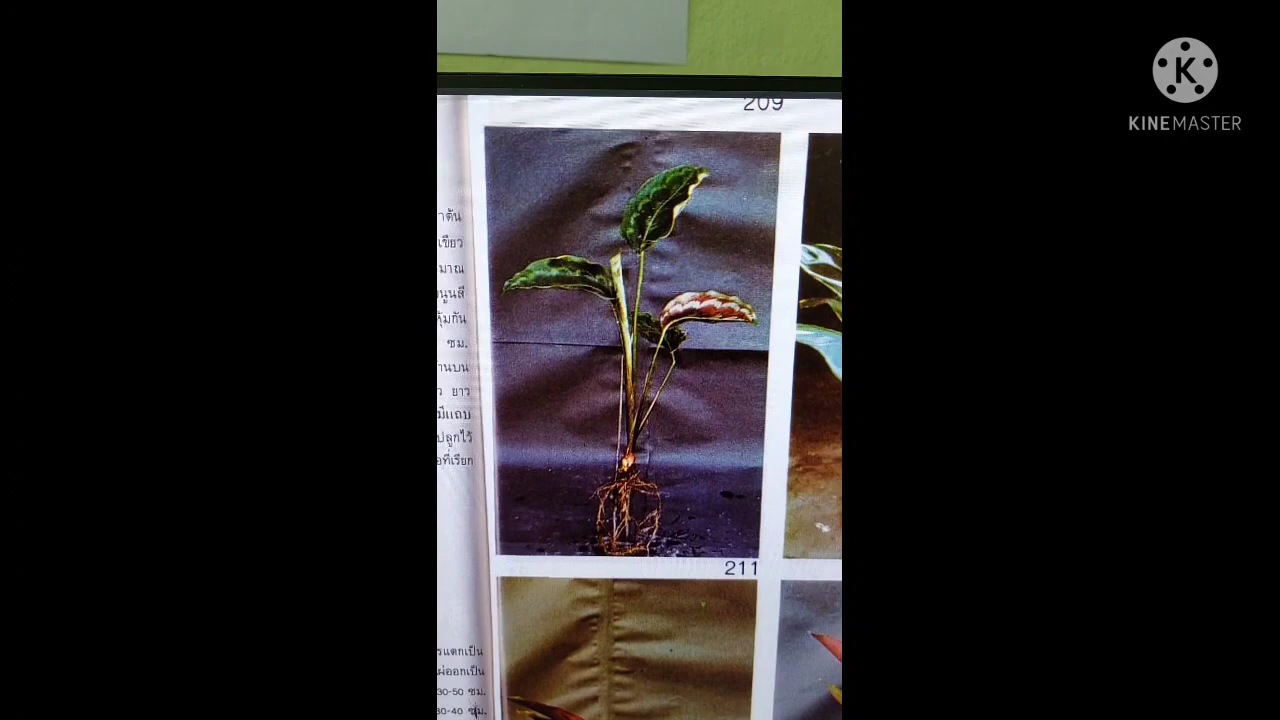 209
าต้น
เขียว
มาณ
นูนสี
หุ้มกัน
ซม.
านบน
ว ยาว
มีแถบ
ปลูกไว้
อที่เรียก
211
รแตกเป็น
ผ่ออกเป็น
30-50 ซม.
30-40 ซม.
K
KINEMASTER